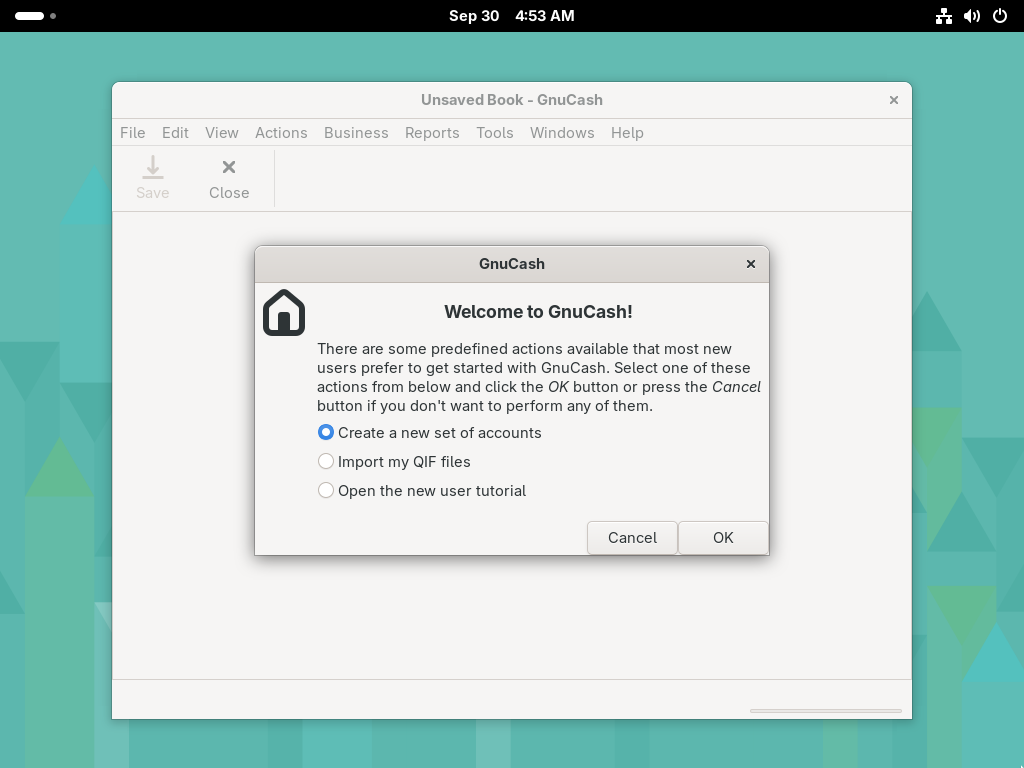 Sep 30 4:53 AM
Unsaved Book - GnuCash
File Edit View Actions Business Reports Tools Windows Help
Save Close
GnuCash
Welcome to GnuCash!
There are some predefined actions available that most new
users prefer to get started with GnuCash. Select one of these
actions from below and click the OK button or press the Cancel
button if you don't want to perform any of them.
Create a new set of accounts
Import my QIF files
Open the new user tutorial
Cancel OK